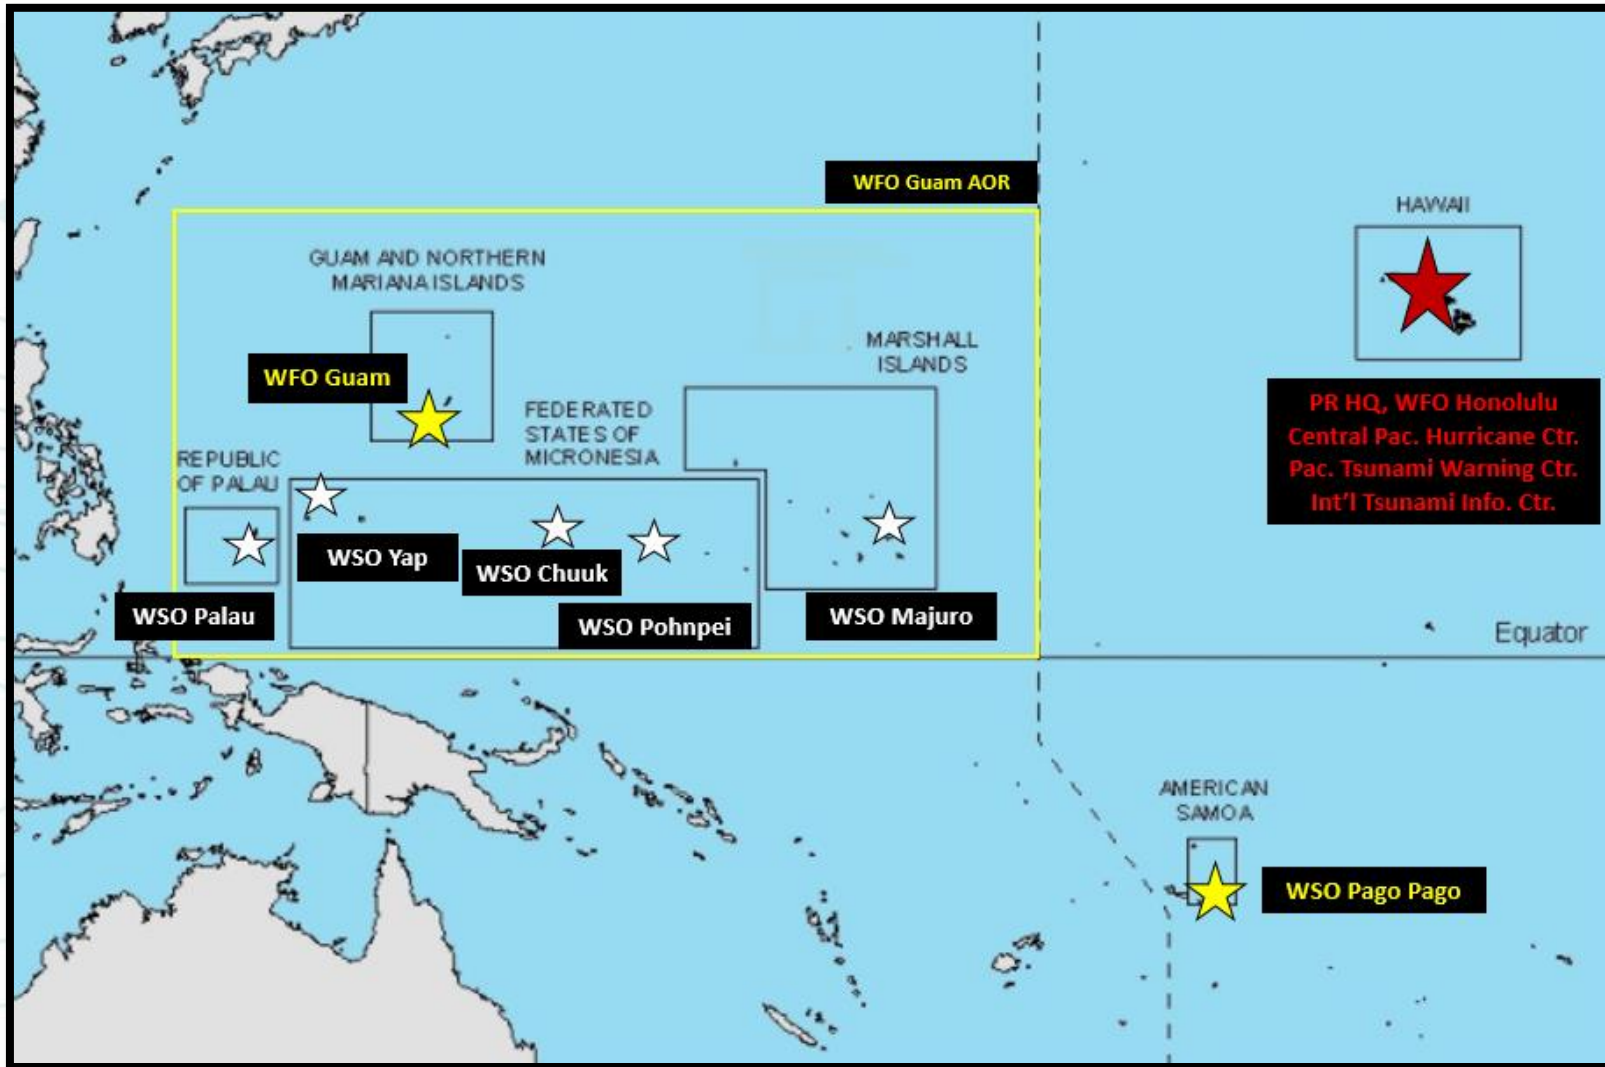 WFO Guam AOR
HAWAII
GUAM AND NORTHERN
MARIANA ISLANDS
MARSHALL
ISLANDS
WFO Guam
PR HQ, WFO Honolulu
Central Pac. Hurricane Ctr.
Pac. Tsunami Warning Ctr.
Int'l Tsunami Info. Ctr.
FEDERATED
STATES OF
MICRONESIA
REPUBLIC
OF PALAU
WSO Yap
WSO Chuuk
WSO Palau
WSO Pohnpei
WSO Majuro
Equator
AMERICAN
SAMOA
WSO Pago Pago